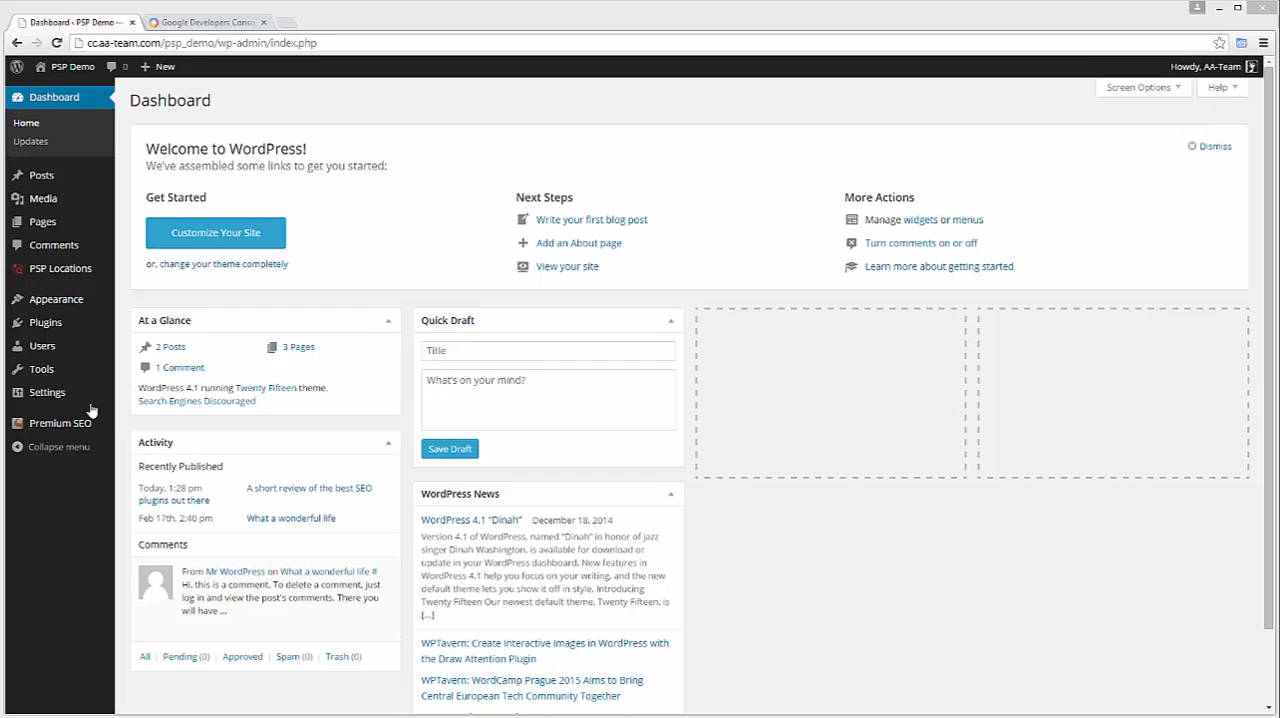 Dashboard ‹ PSP Demo —
Google Developers Conso
cc.aa-team.com/psp_demo/wp-admin/index.php
PSP Demo
0
New
Howdy, AA-Team
Dashboard
Home
Updates
Posts
Media
Pages
Comments
PSP Locations
Appearance
Plugins
Users
Tools
Settings
Premium SEO
Collapse menu
Dashboard
Screen Options
Help
Welcome to WordPress!
We've assembled some links to get you started:
Dismiss
Get Started
Customize Your Site
or, change your theme completely
Next Steps
Write your first blog post
Add an About page
View your site
More Actions
Manage widgets or menus
Turn comments on or off
Learn more about getting started
At a Glance
2 Posts
3 Pages
1 Comment
WordPress 4.1 running Twenty Fifteen theme.
Search Engines Discouraged
Activity
Recently Published
Today, 1:28 pm A short review of the best SEO
plugins out there
Feb 17th, 2:40 pm What a wonderful life
Comments
From Mr WordPress on What a wonderful life #
Hi, this is a comment. To delete a comment, just
log in and view the post's comments. There you
will have ...
All | Pending (0) | Approved | Spam (0) | Trash (0)
Quick Draft
Title
What's on your mind?
Save Draft
WordPress News
WordPress 4.1 "Dinah" December 18, 2014
Version 4.1 of WordPress, named "Dinah" in honor of jazz
singer Dinah Washington, is available for download or
update in your WordPress dashboard. New features in
WordPress 4.1 help you focus on your writing, and the new
default theme lets you show it off in style. Introducing
Twenty Fifteen Our newest default theme, Twenty Fifteen, is
[...]
WPTavern: Create Interactive Images in WordPress with
the Draw Attention Plugin
WPTavern: WordCamp Prague 2015 Aims to Bring
Central European Tech Community Together